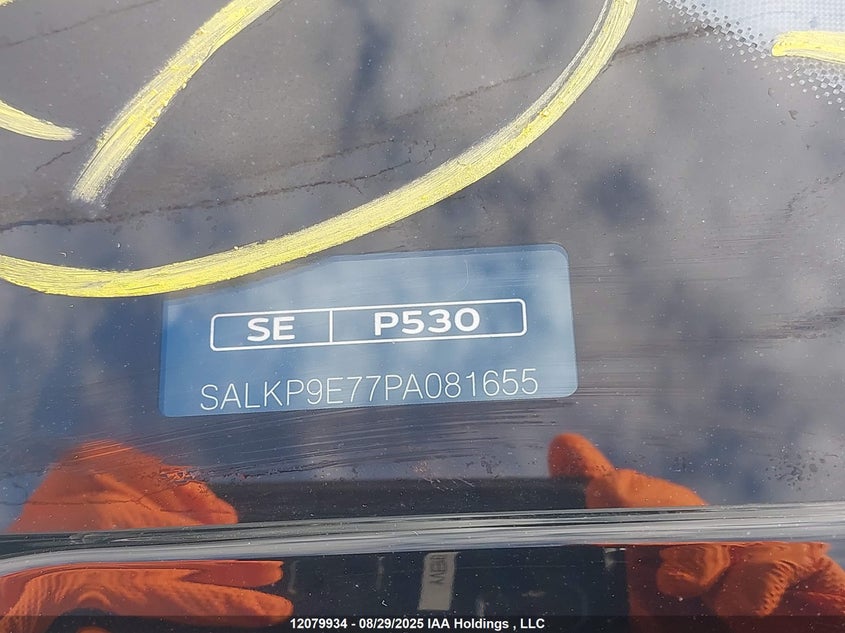 SE P530
SALKP9E77PA081655
12079934 - 08/29/2025 IAA Holdings , LLC